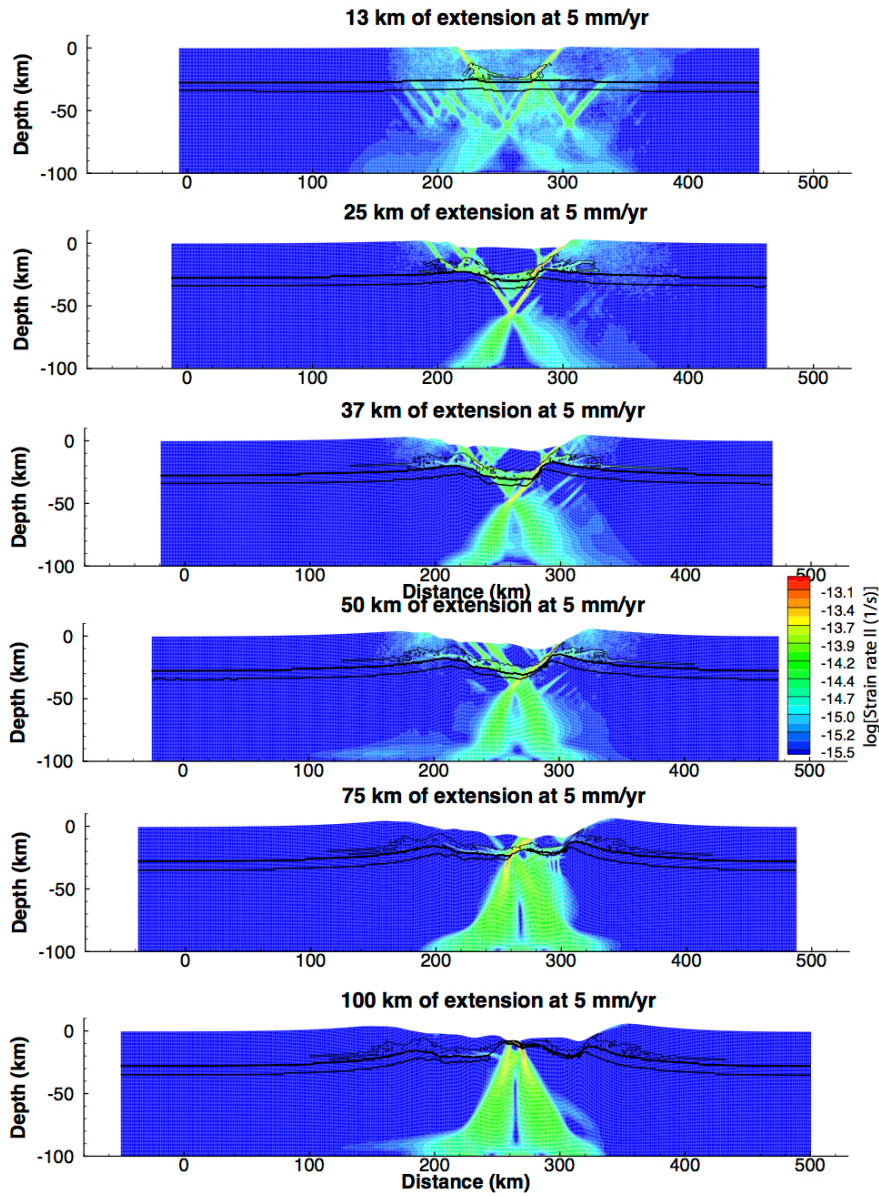 13 km of extension at 5 mm/yr
Depth (km)
0
-50
-100
0 100 200 300 400 500
25 km of extension at 5 mm/yr
Depth (km)
0
-50
-100
0 100 200 300 400 500
37 km of extension at 5 mm/yr
Depth (km)
0
-50
-100
0 100 200 300 400 500
Distance (km)
50 km of extension at 5 mm/yr
Depth (km)
0
-50
-100
0 100 200 300 400 500
log[Strain rate II (1/s)]
-13.1
-13.4
-13.7
-13.9
-14.2
-14.4
-14.7
-15.0
-15.2
-15.5
75 km of extension at 5 mm/yr
Depth (km)
0
-50
-100
0 100 200 300 400 500
100 km of extension at 5 mm/yr
Depth (km)
0
-50
-100
0 100 200 300 400 500
Distance (km)